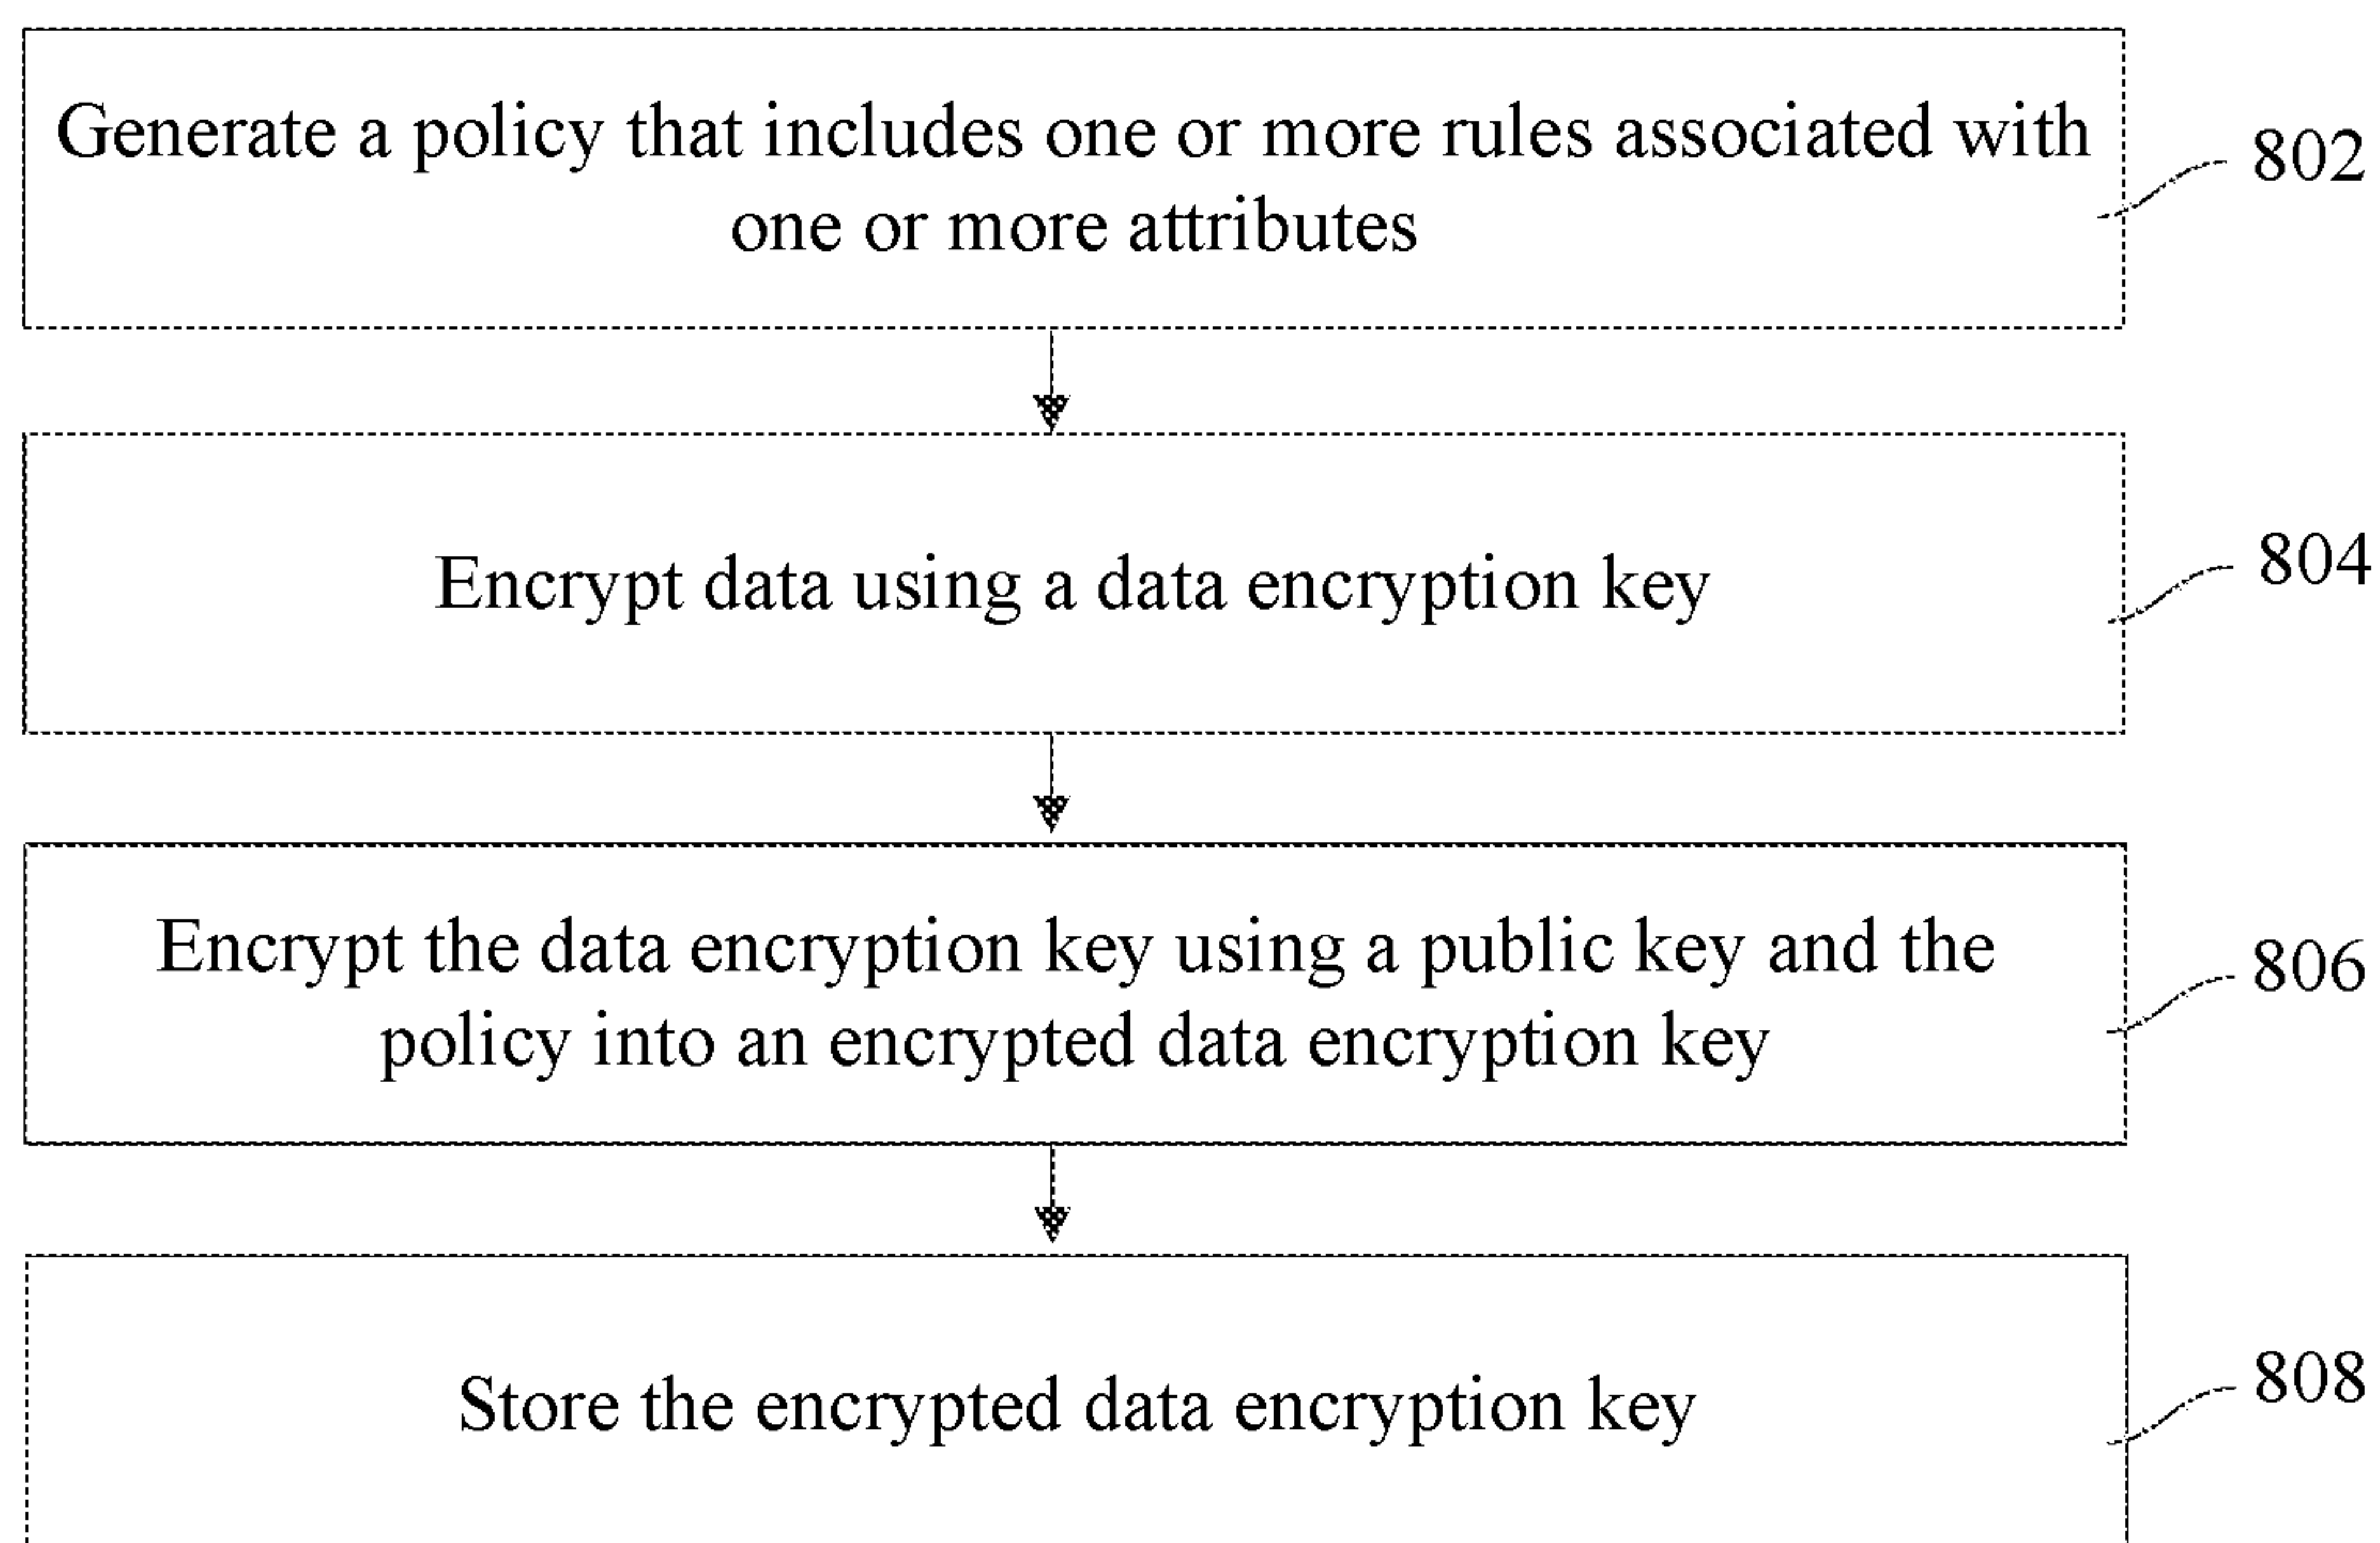 Generate a policy that includes one or more rules associated with
one or more attributes
802
Encrypt data using a data encryption key
804
Encrypt the data encryption key using a public key and the
policy into an encrypted data encryption key
806
Store the encrypted data encryption key
808